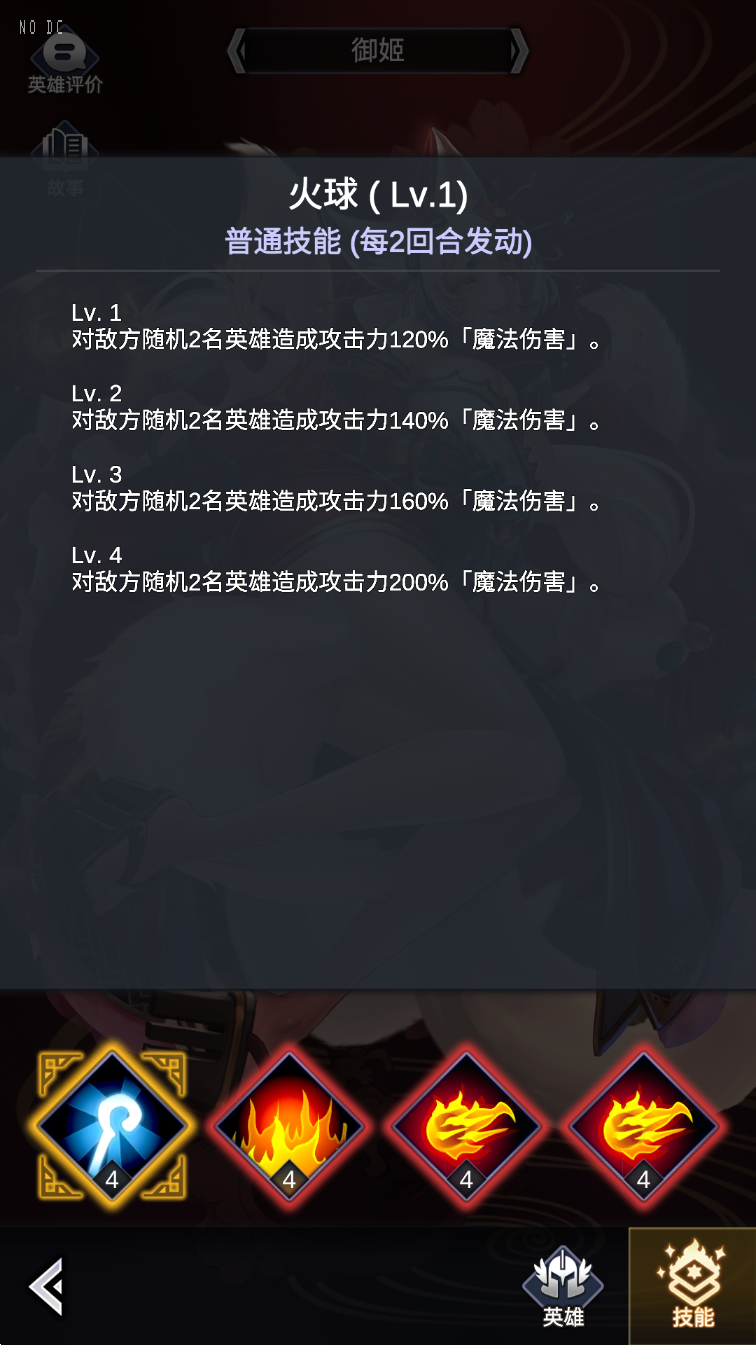 NO DC
御姬
英雄评价
故事
火球 ( Lv.1)
普通技能 (每2回合发动)
Lv. 1
对敌方随机2名英雄造成攻击力120%「魔法伤害」。
Lv. 2
对敌方随机2名英雄造成攻击力140%「魔法伤害」。
Lv. 3
对敌方随机2名英雄造成攻击力160%「魔法伤害」。
Lv. 4
对敌方随机2名英雄造成攻击力200%「魔法伤害」。
4
4
4
4
英雄
技能